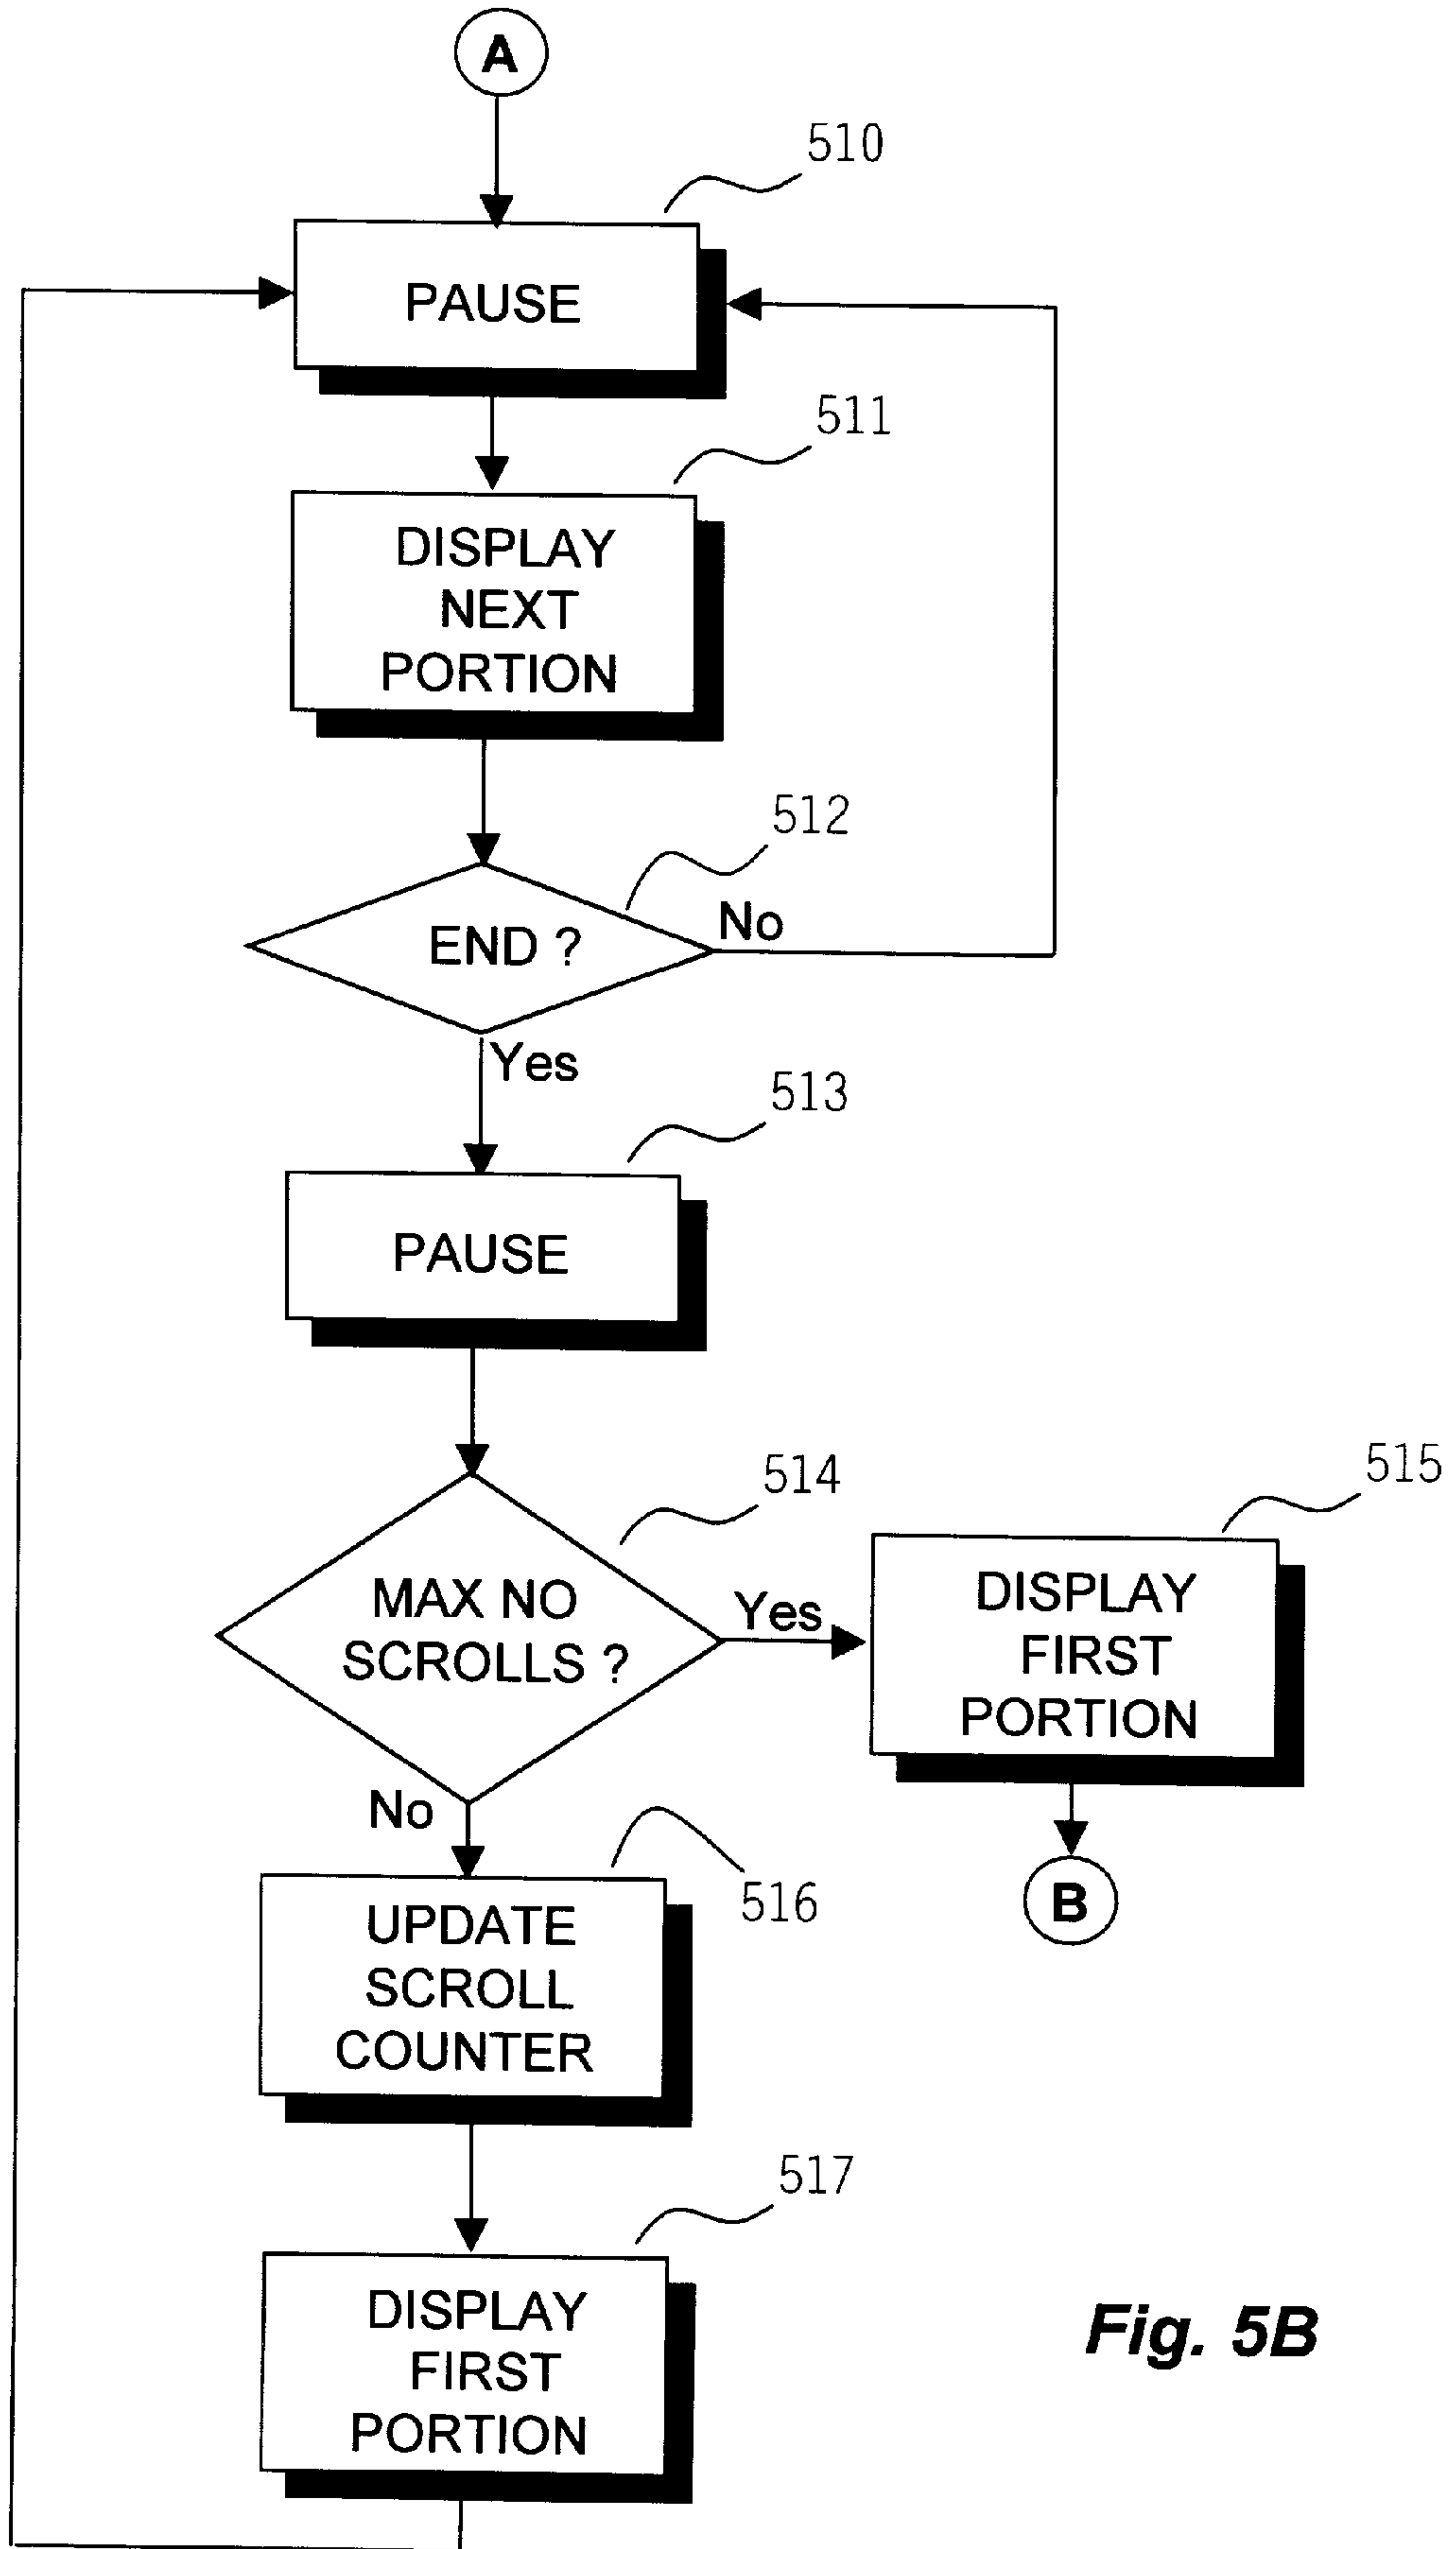 A
510
PAUSE
511
DISPLAY
NEXT
PORTION
512
END ?
No
Yes
513
PAUSE
514
MAX NO
SCROLLS ?
Yes
515
DISPLAY
FIRST
PORTION
No
B
516
UPDATE
SCROLL
COUNTER
517
DISPLAY
FIRST
PORTION
Fig. 5B